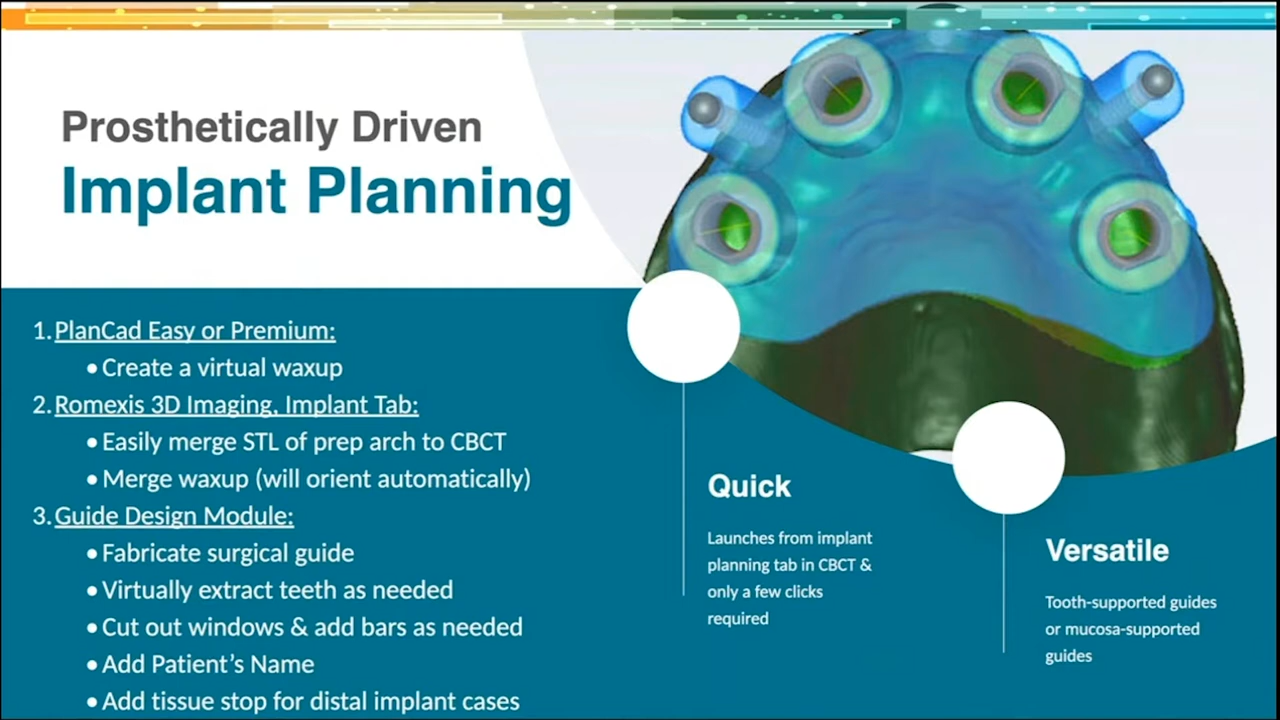 Prosthetically Driven
Implant Planning
1. PlanCad Easy or Premium:
• Create a virtual waxup
2. Romexis 3D Imaging, Implant Tab:
• Easily merge STL of prep arch to CBCT
• Merge waxup (will orient automatically)
3. Guide Design Module:
• Fabricate surgical guide
• Virtually extract teeth as needed
• Cut out windows & add bars as needed
• Add Patient’s Name
• Add tissue stop for distal implant cases
Quick
Launches from implant
planning tab in CBCT &
only a few clicks
required
Versatile
Tooth-supported guides
or mucosa-supported
guides